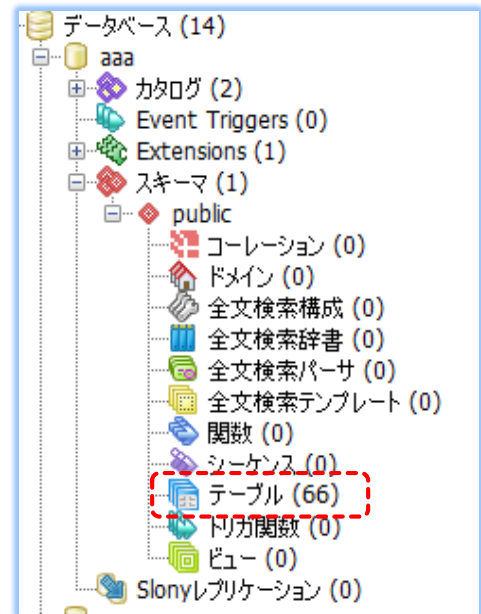 データベース (14)
aaa
カタログ (2)
Event Triggers (0)
Extensions (1)
スキーマ (1)
public
コーレーション (0)
ドメイン (0)
全文検索構成 (0)
全文検索辞書 (0)
全文検索パーサ (0)
全文検索テンプレート (0)
関数 (0)
シーケンス (0)
テーブル (66)
トリガ関数 (0)
ビュー (0)
Slonyレプリケーション (0)